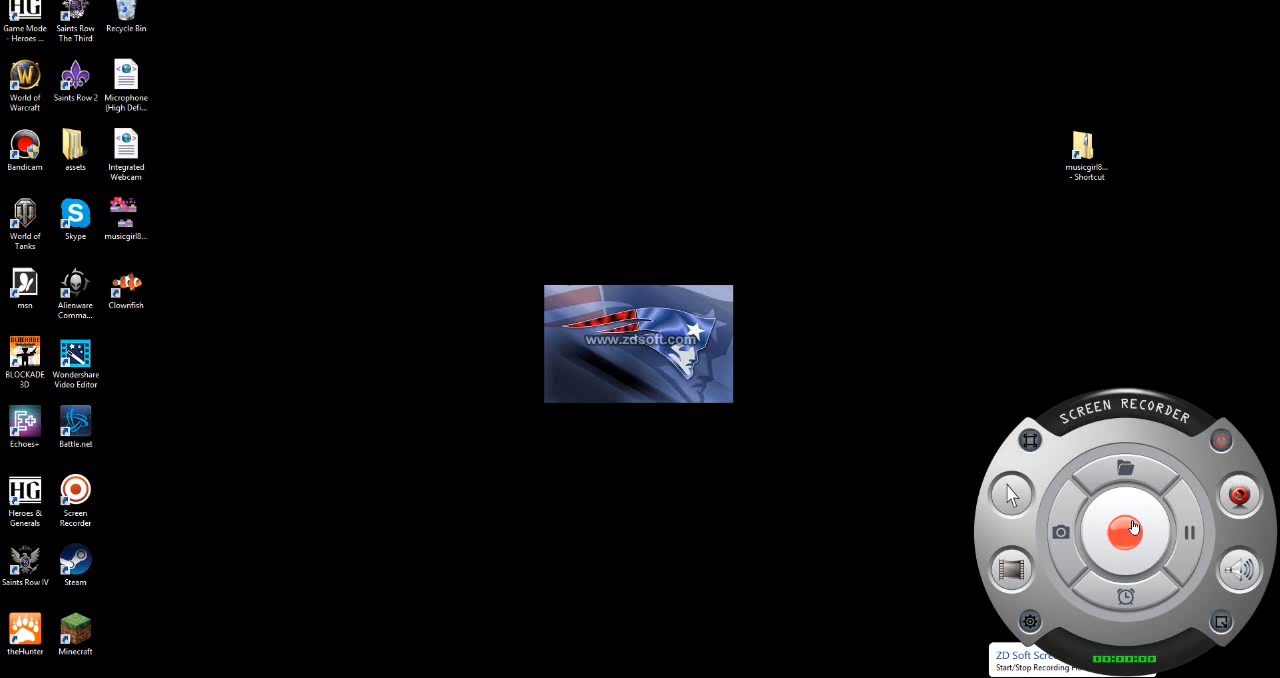 Game Mode
- Heroes ...
Saints Row
The Third
Recycle Bin
World of
Warcraft
Saints Row 2
Microphone
(High Defi...
Bandicam
assets
Integrated
Webcam
World of
Tanks
Skype
musicgirl8...
msn
Alienware
Comma...
Clownfish
BLOCKADE
3D
Wondershare
Video Editor
Echoes+
Battle.net
HG
Heroes &
Generals
Screen
Recorder
Saints Row IV
Steam
theHunter
Minecraft
musicgirl8...
- Shortcut
www.zdsoft.com
SCREEN RECORDER
ZD Soft Scre
Start/Stop Recording
00:00:00